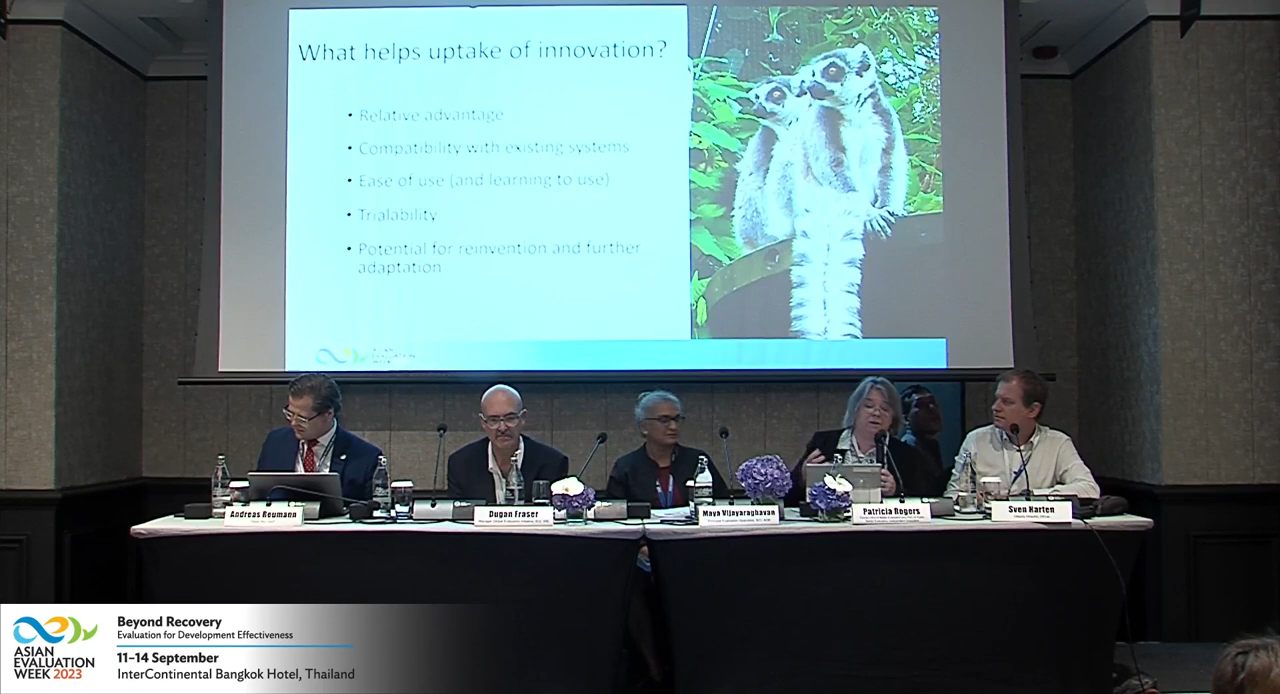 What helps uptake of innovation?
• Relative advantage
• Compatibility with existing systems
• Ease of use (and learning to use)
• Trialability
• Potential for reinvention and further
adaptation
Andreas Reumann
Dugan Fraser
Maya Vijayaraghavan
Patricia Rogers
Sven Harten
ASIAN
EVALUATION
WEEK 2023
Beyond Recovery
Evaluation for Development Effectiveness
11–14 September
InterContinental Bangkok Hotel, Thailand